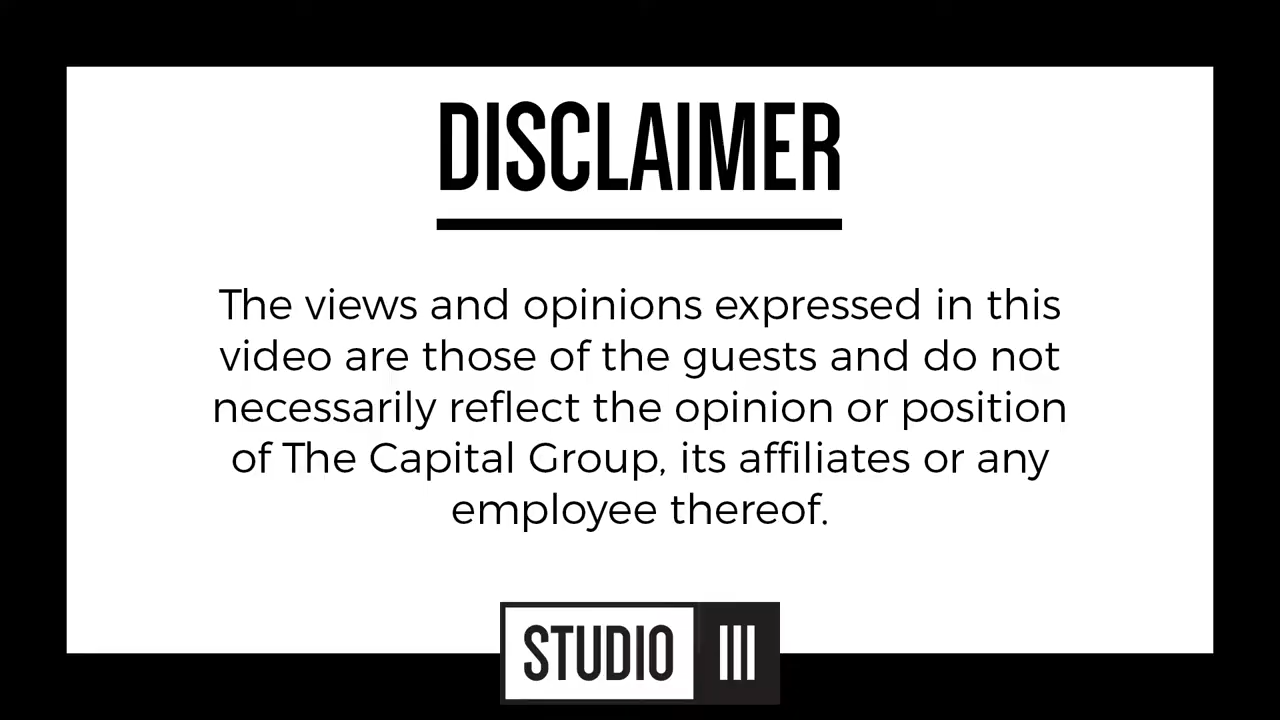 DISCLAIMER
The views and opinions expressed in this
video are those of the guests and do not
necessarily reflect the opinion or position
of The Capital Group, its affiliates or any
employee thereof.
STUDIO III